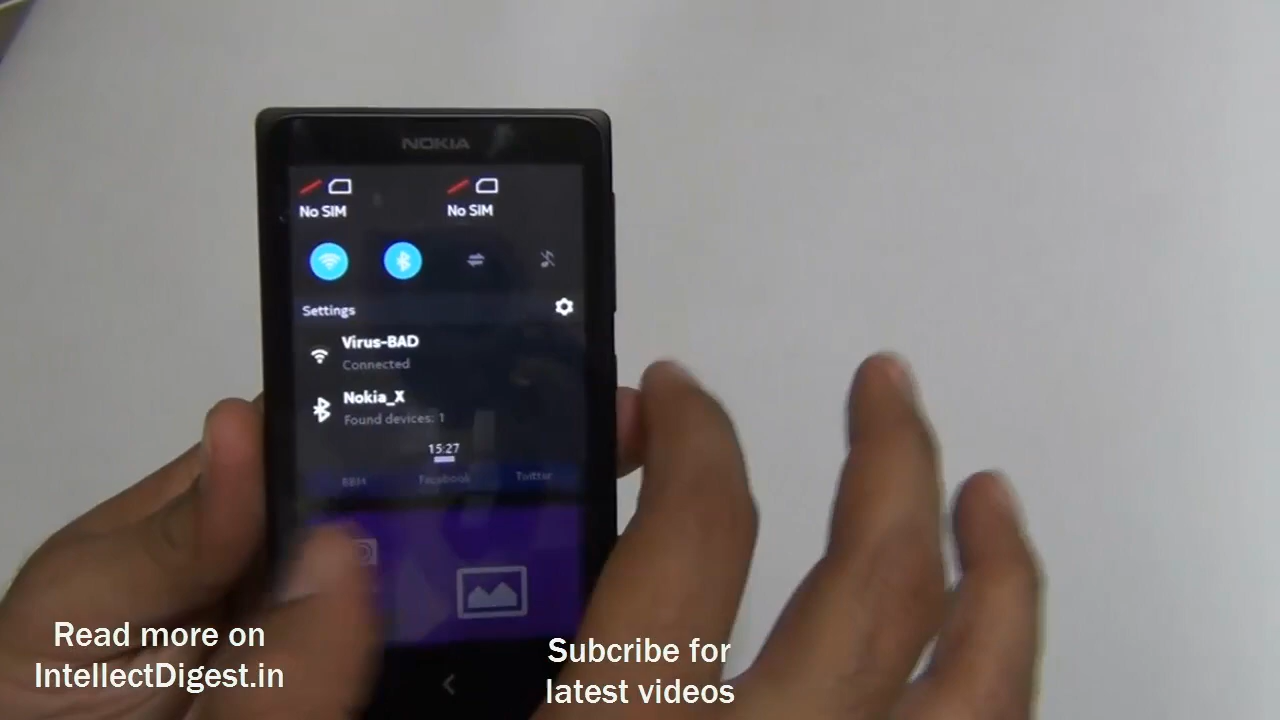 NOKIA
No SIM No SIM
Settings
Virus-BAD
Connected
Nokia_X
Found devices: 1
15:27
BBM Facebook Twitter
Read more on
IntellectDigest.in
Subcribe for
latest videos